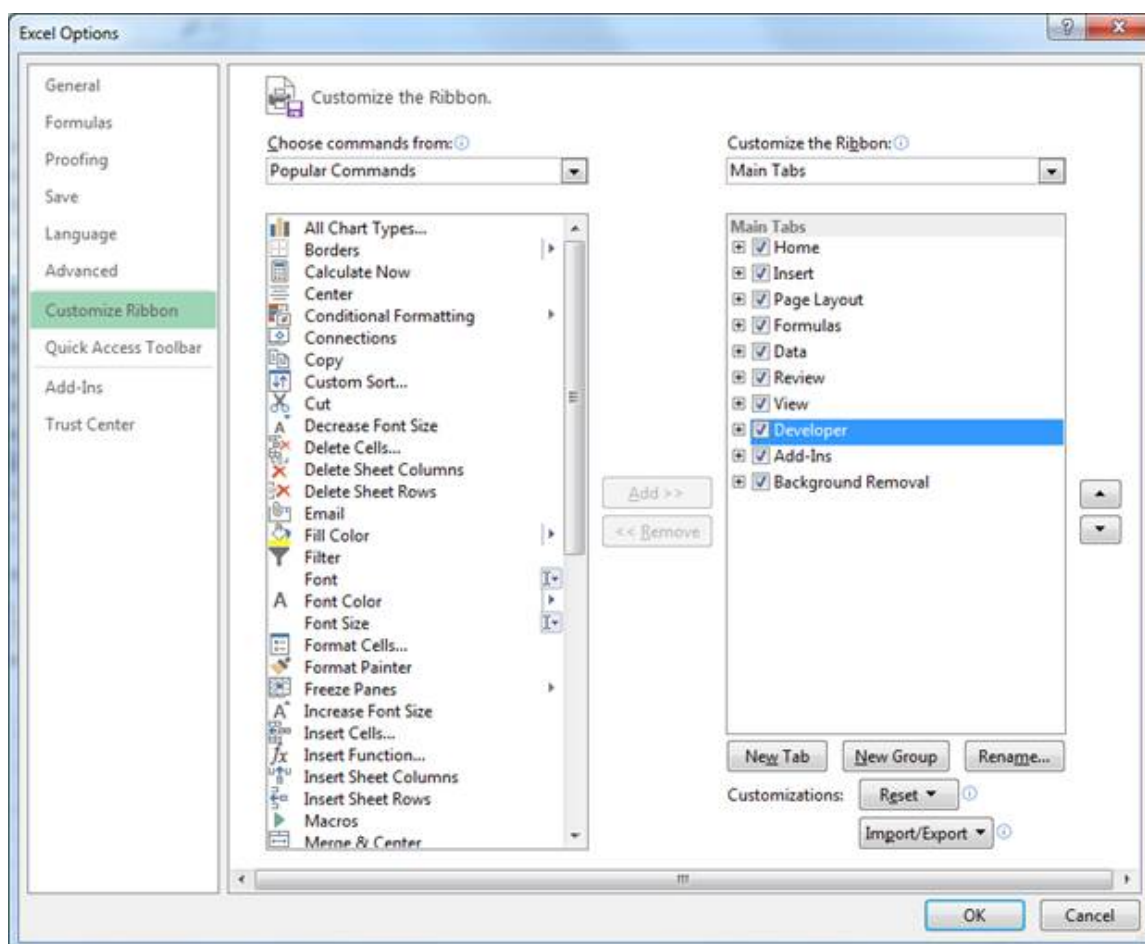 Excel Options
General
Formulas
Proofing
Save
Language
Advanced
Customize Ribbon
Quick Access Toolbar
Add-Ins
Trust Center
Customize the Ribbon.
Choose commands from:
Popular Commands
All Chart Types...
Borders
Calculate Now
Center
Conditional Formatting
Connections
Copy
Custom Sort...
Cut
Decrease Font Size
Delete Cells...
Delete Sheet Columns
Delete Sheet Rows
Email
Fill Color
Filter
Font
Font Color
Font Size
Format Cells...
Format Painter
Freeze Panes
Increase Font Size
Insert Cells...
Insert Function...
Insert Sheet Columns
Insert Sheet Rows
Macros
Merge & Center
Add >>
<< Remove
Customize the Ribbon:
Main Tabs
Main Tabs
Home
Insert
Page Layout
Formulas
Data
Review
View
Developer
Add-Ins
Background Removal
New Tab
New Group
Rename...
Customizations:
Reset
Import/Export
OK
Cancel